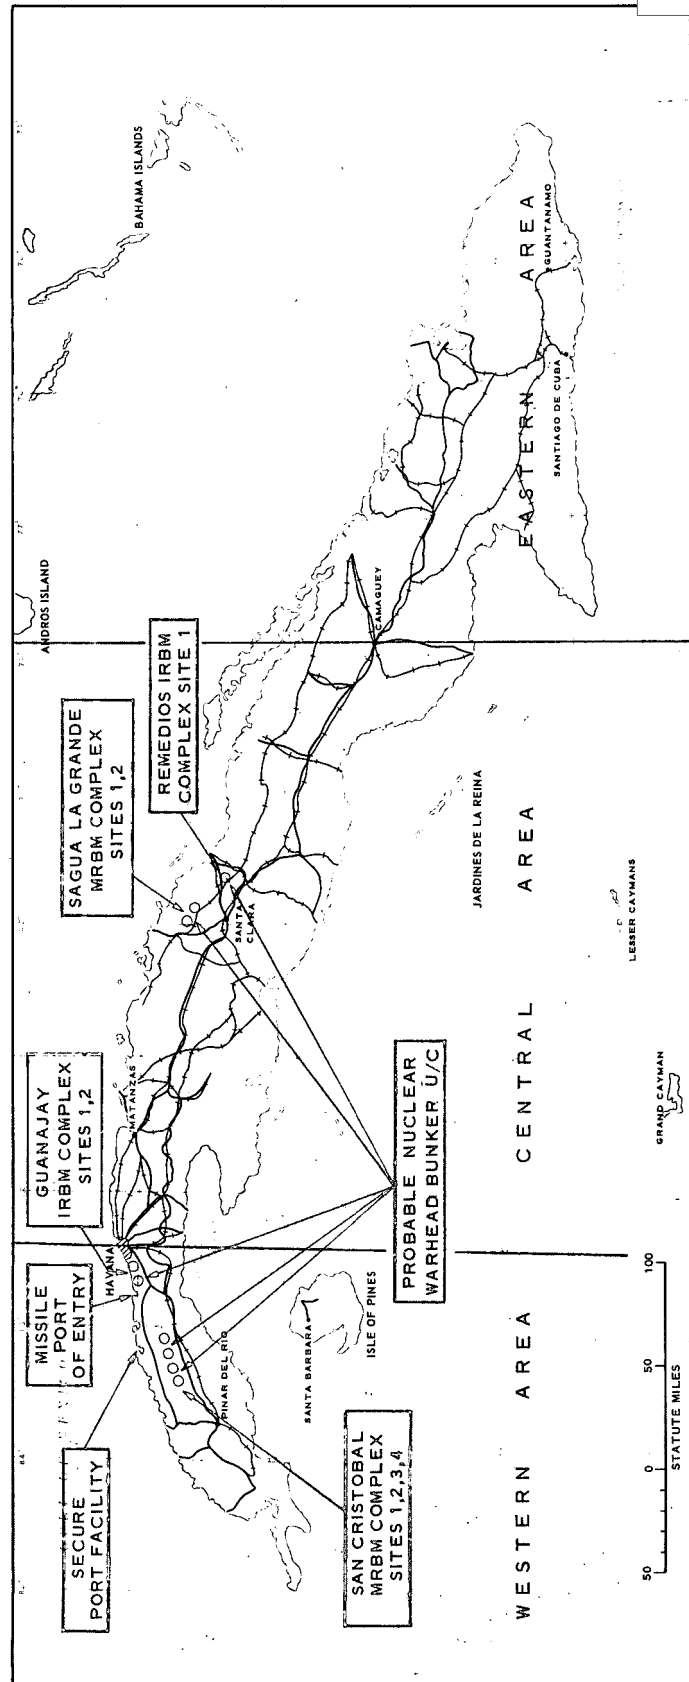 SECURE
PORT FACILITY
MISSILE
PORT
OF ENTRY
GUANAJAY
IRBM COMPLEX
SITES 1,2
SAGUA LA GRANDE
MRBM COMPLEX
SITES 1,2
REMEDIOS IRBM
COMPLEX SITE 1
ANDROS ISLAND
BAHAMA ISLANDS
HAVANA
MATANZAS
SANTA
CLARA
CAMAGUEY
PINAR DEL RIO
SANTA BARBARA
ISLE OF PINES
SAN CRISTOBAL
MRBM COMPLEX
SITES 1,2,3,4
PROBABLE NUCLEAR
WARHEAD BUNKER U/C
JARDINES DE LA REINA
SANTIAGO DE CUBA
GUANTANAMO
WESTERN AREA
CENTRAL AREA
EASTERN AREA
LESSER CAYMANS
GRAND CAYMAN
50 0 50 100
STATUTE MILES